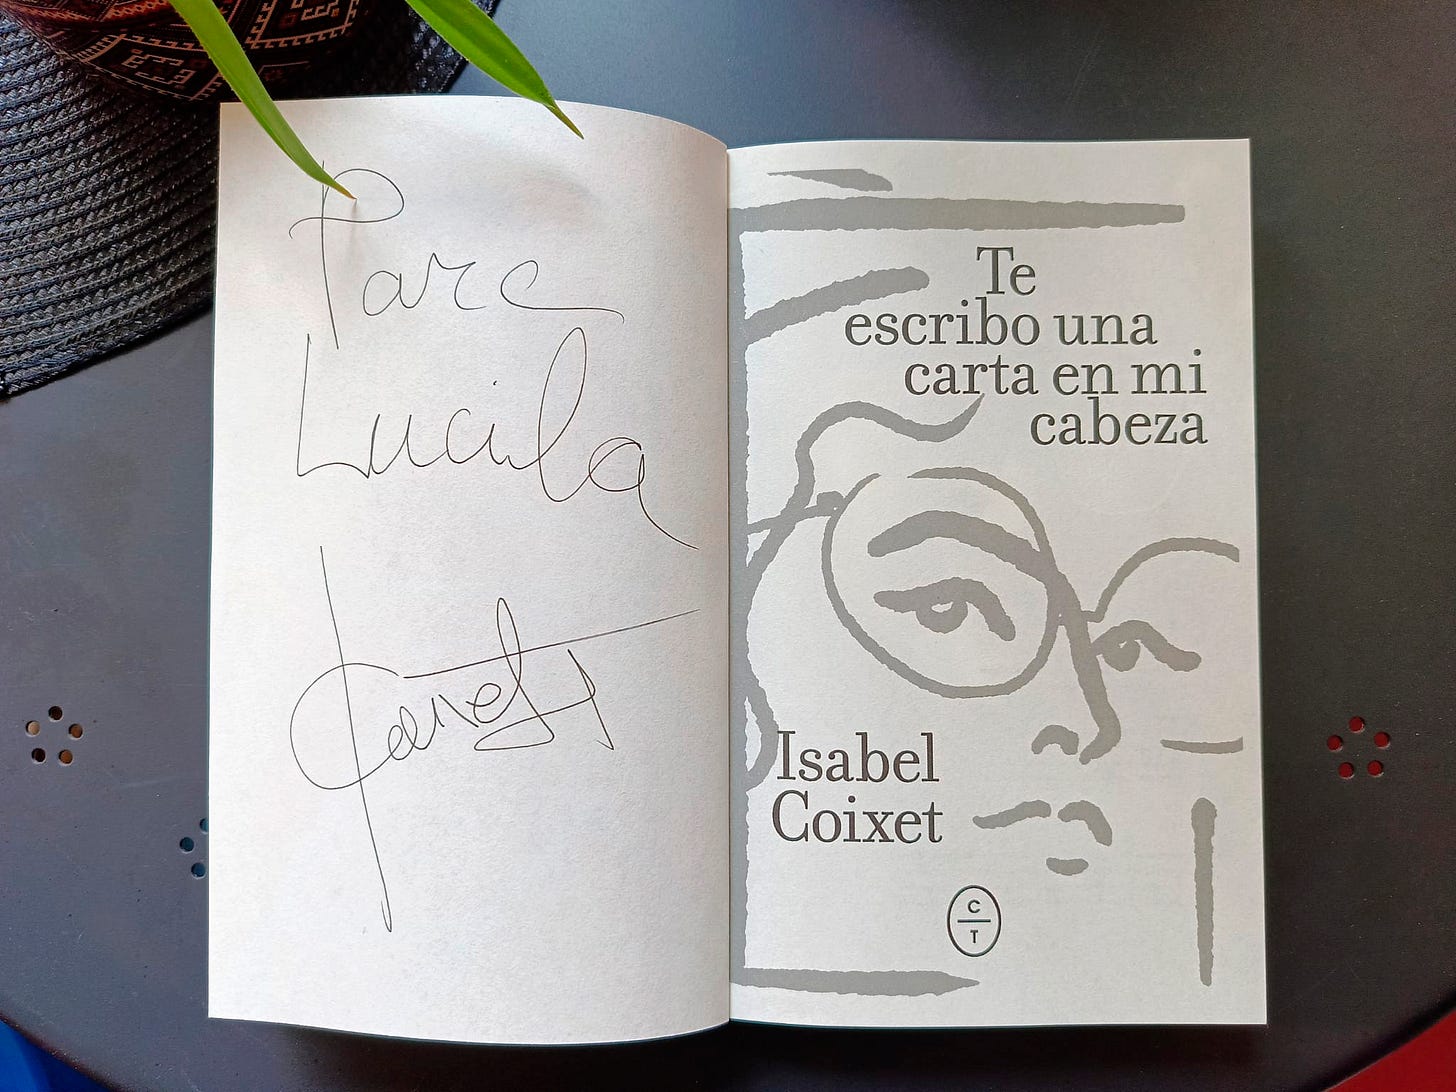 Para
Lucila
Te
escribo una
carta en mi
cabeza
Isabel
Coixet
C
T